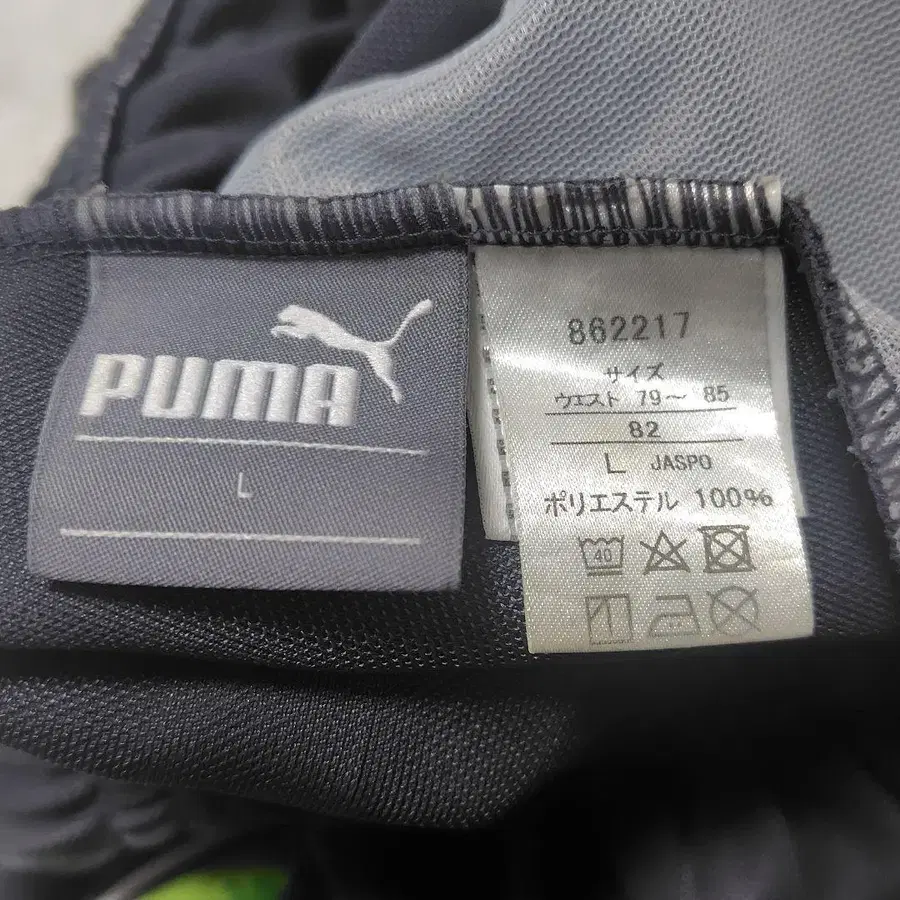 PUMA
L
862217
サイズ
ウエスト 79～ 85
82
L JASPO
ポリエステル 100%
40